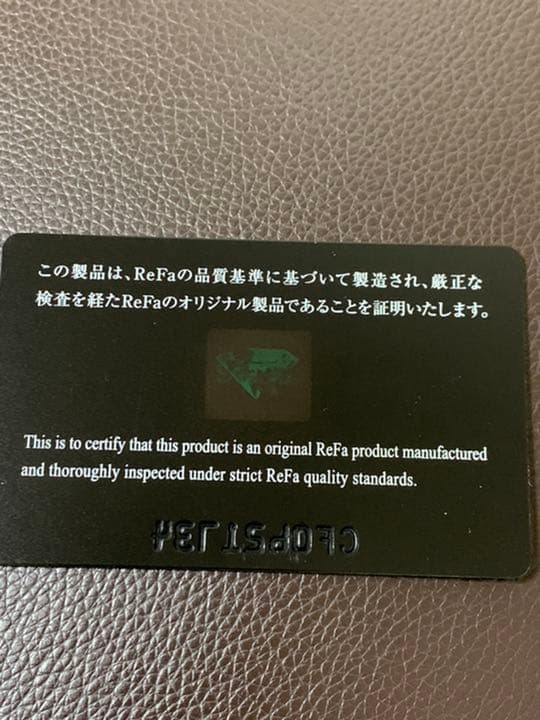 この製品は、ReFaの品質基準に基づいて製造され、厳正な
検査を経たReFaのオリジナル製品であることを証明いたします。
This is to certify that this product is an original ReFa product manufactured
and thoroughly inspected under strict ReFa quality standards.